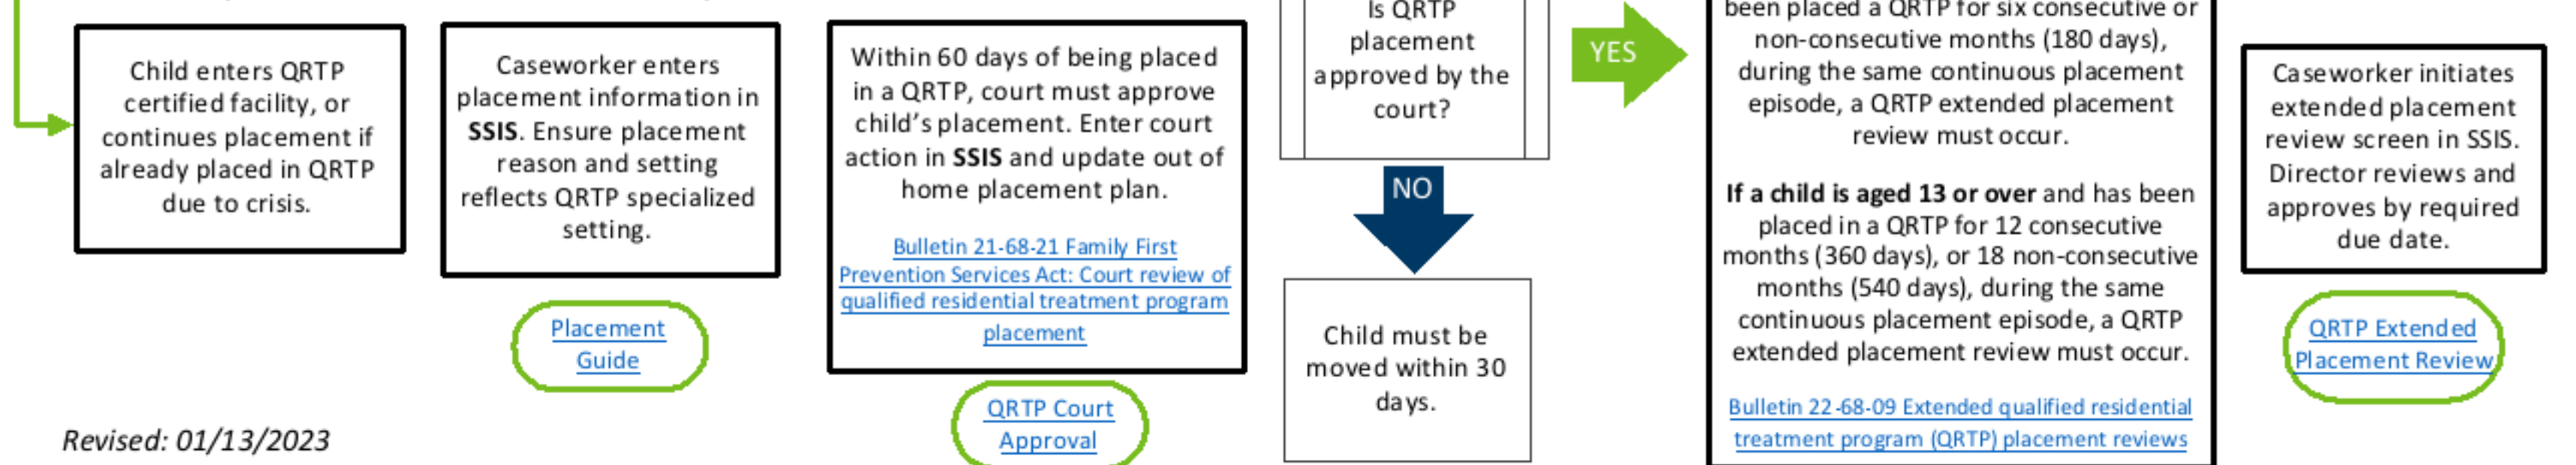 Child enters QRTP
certified facility, or
continues placement if
already placed in QRTP
due to crisis.
Caseworker enters
placement information in
SSIS. Ensure placement
reason and setting
reflects QRTP specialized
setting.
Placement
Guide
Within 60 days of being placed
in a QRTP, court must approve
child's placement. Enter court
action in SSIS and update out of
home placement plan.
Bulletin 21-68-21 Family First
Prevention Services Act: Court review of
qualified residential treatment program
placement
QRTP Court
Approval
Is QRTP
placement
approved by the
court?
YES
NO
Child must be
moved within 30
days.
been placed a QRTP for six consecutive or
non-consecutive months (180 days),
during the same continuous placement
episode, a QRTP extended placement
review must occur.
If a child is aged 13 or over and has been
placed in a QRTP for 12 consecutive
months (360 days), or 18 non-consecutive
months (540 days), during the same
continuous placement episode, a QRTP
extended placement review must occur.
Bulletin 22-68-09 Extended qualified residential
treatment program (QRTP) placement reviews
Caseworker initiates
extended placement
review screen in SSIS.
Director reviews and
approves by required
due date.
QRTP Extended
Placement Review
Revised: 01/13/2023